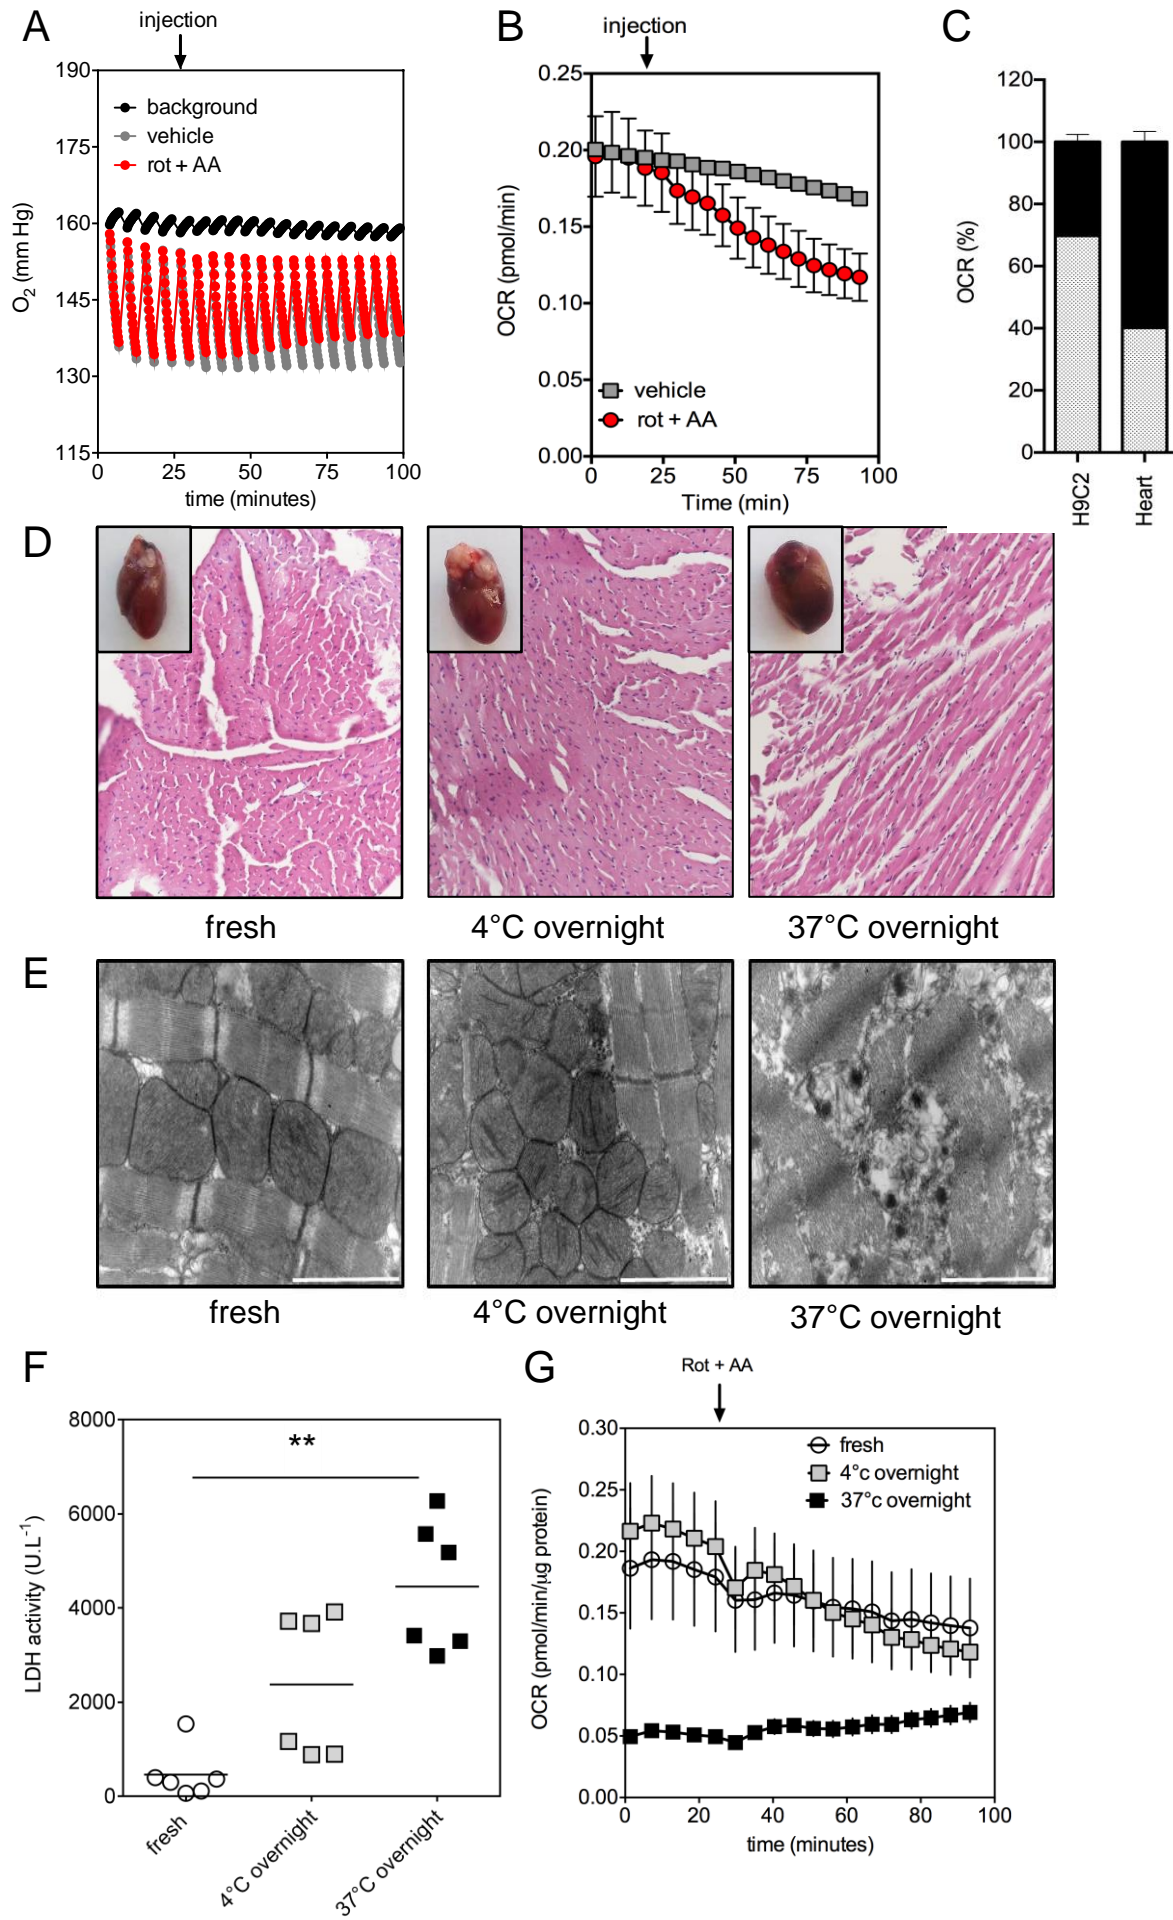 A
injection
190
175
160
145
130
115
O2 (mm Hg)
background
vehicle
rot + AA
0
25
50
75
100
time (minutes)
B
injection
0.25
0.20
0.15
0.10
0.05
0.00
OCR (pmol/min)
vehicle
rot + AA
0
25
50
75
100
Time (min)
C
120
100
80
60
40
20
0
OCR (%)
H9C2
Heart
D
fresh
4°C overnight
37°C overnight
E
fresh
4°C overnight
37°C overnight
F
8000
6000
4000
2000
0
LDH activity (U.L-1)
**
fresh
4°C overnight
37°C overnight
G
Rot + AA
0.30
0.25
0.20
0.15
0.10
0.05
0.00
OCR (pmol/min/µg protein)
fresh
4°c overnight
37°c overnight
0
20
40
60
80
100
time (minutes)